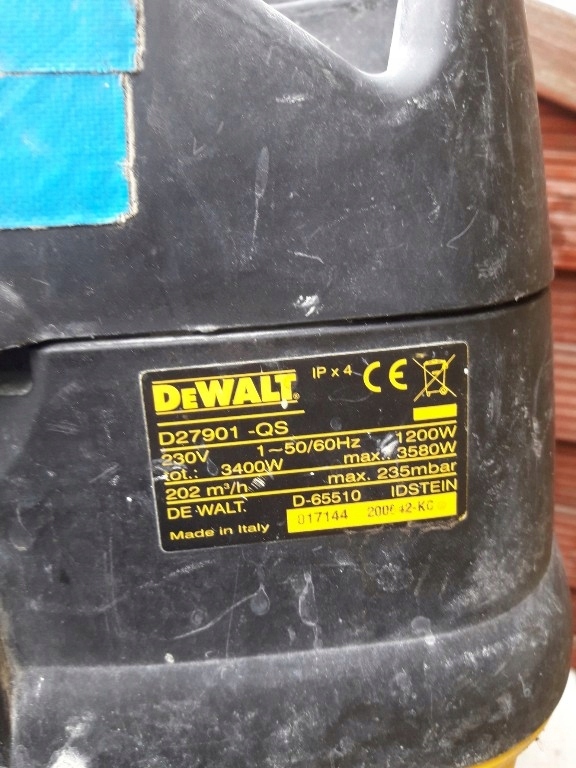 DEWALT® IP x 4 CE
D27901 -QS
230V 1~50/60Hz 1200W
tot.: 3400W max.: 3580W
202 m³/h max. 235mbar
DE WALT. D-65510 IDSTEIN
Made in Italy 017144